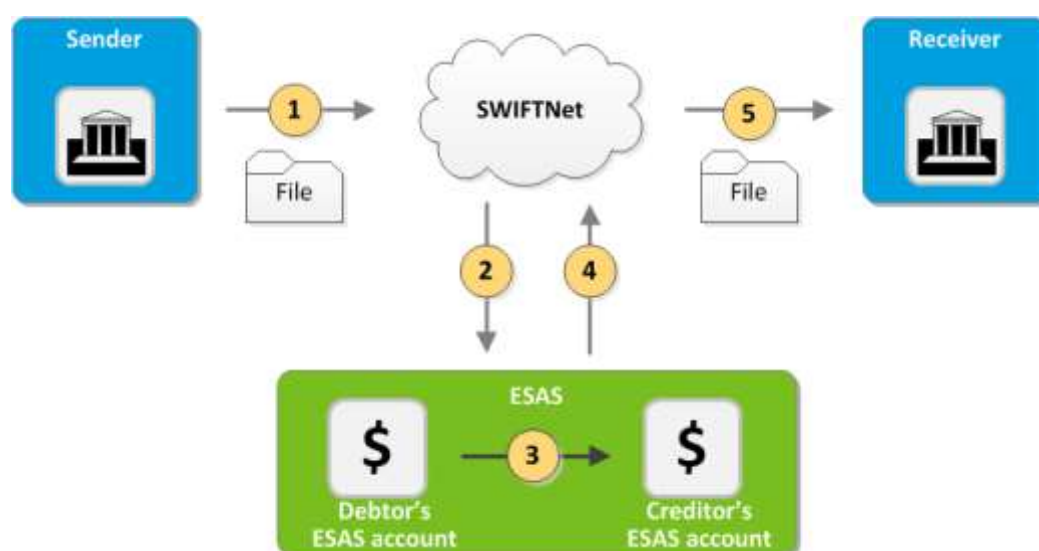 Sender
Receiver
1
SWIFTNet
5
File
File
2
4
ESAS
$
3
$
Debtor's
ESAS account
Creditor's
ESAS account